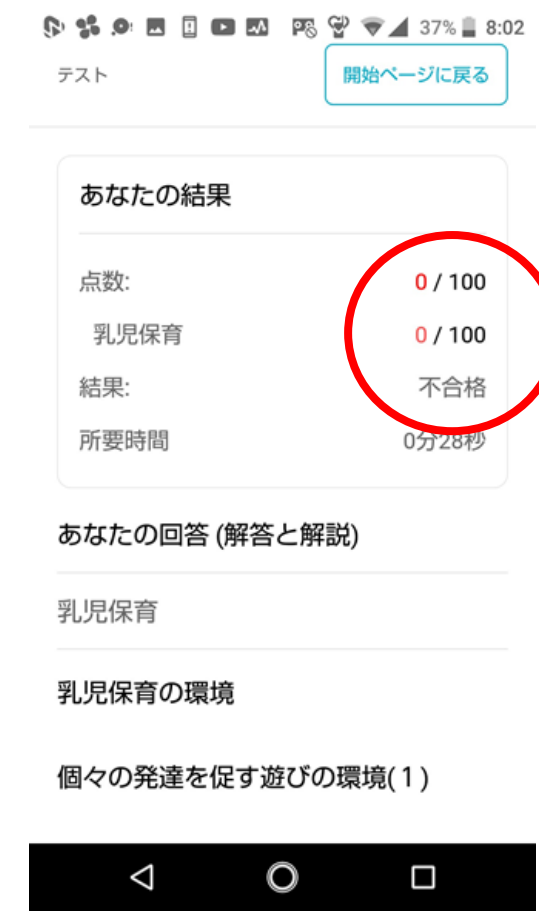 37% 8:02
テスト
開始ページに戻る
あなたの結果
点数: 0 / 100
乳児保育 0 / 100
結果: 不合格
所要時間 0分28秒
あなたの回答 (解答と解説)
乳児保育
乳児保育の環境
個々の発達を促す遊びの環境(１)